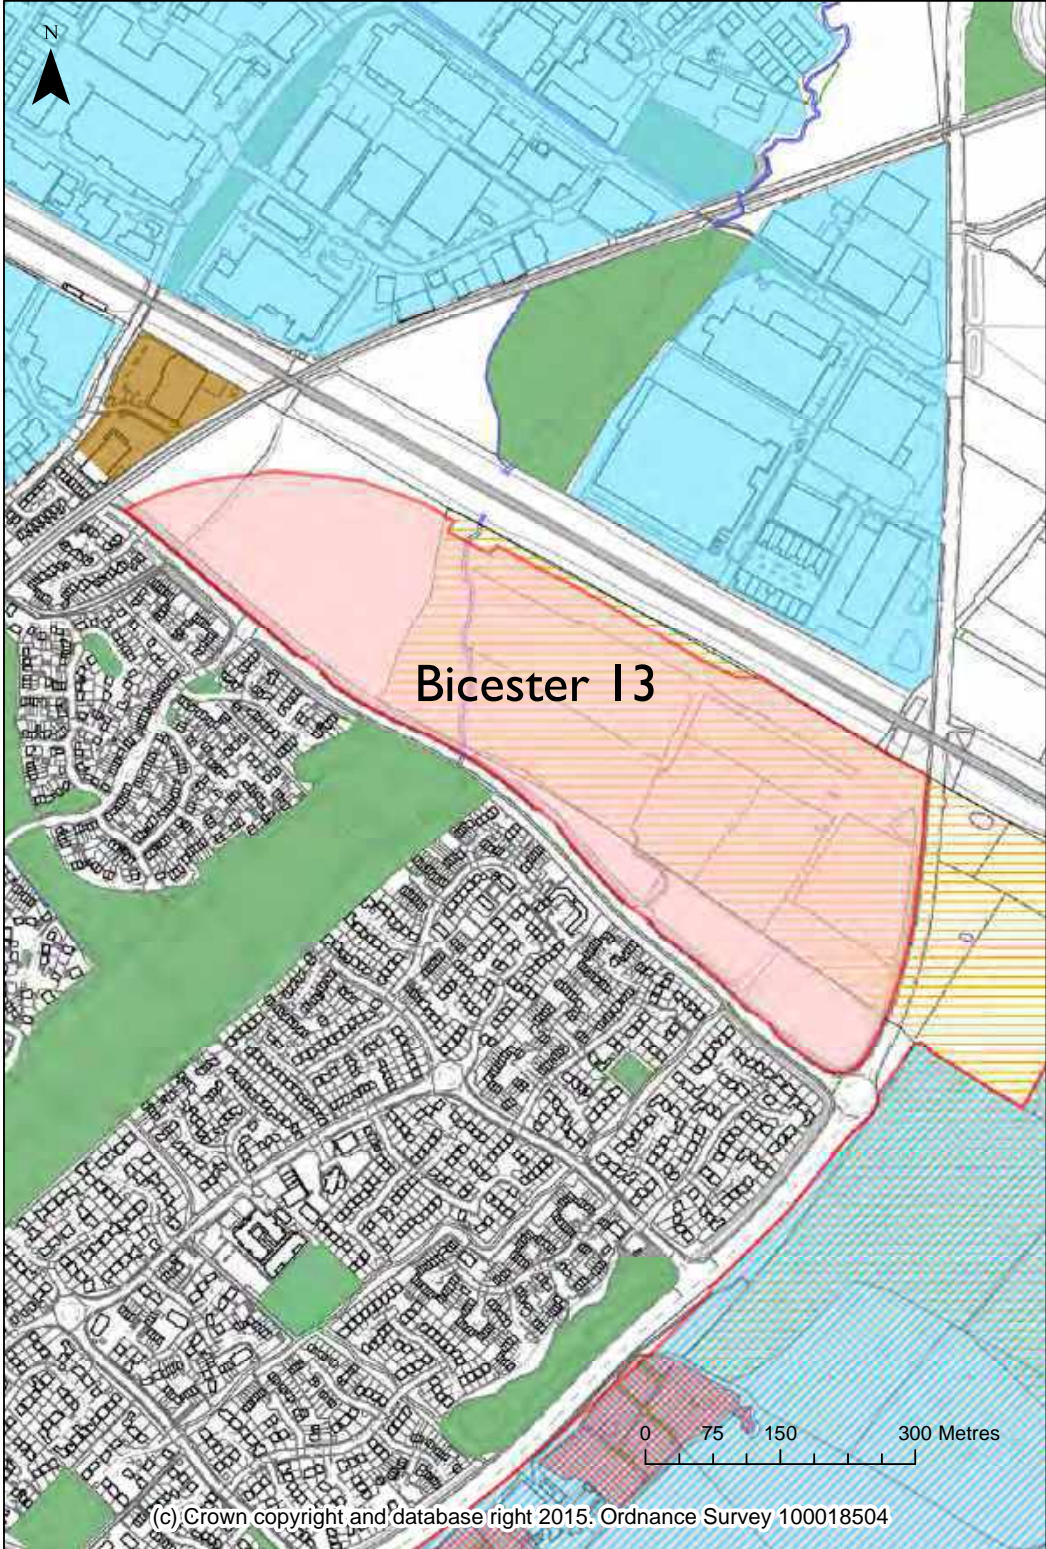 N
Bicester 13
0 75 150 300 Metres
(c) Crown copyright and database right 2015. Ordnance Survey 100018504